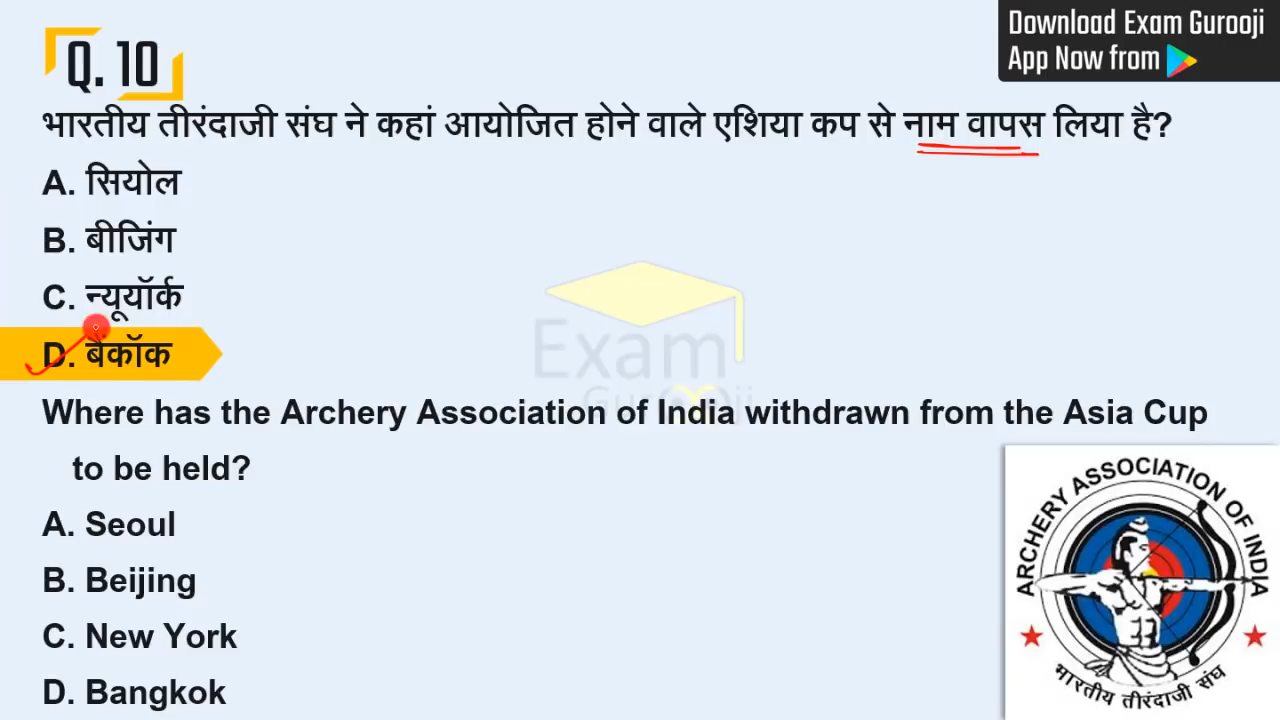 Download Exam Gurooji
App Now from
Q. 10
भारतीय तीरंदाजी संघ ने कहां आयोजित होने वाले एशिया कप से नाम वापस लिया है?
A. सियोल
B. बीजिंग
C. न्यूयॉर्क
D. बैंकॉक
Exam
Gurooji
Where has the Archery Association of India withdrawn from the Asia Cup
to be held?
A. Seoul
B. Beijing
C. New York
D. Bangkok
ARCHERY ASSOCIATION OF INDIA
भारतीय तीरंदाजी संघ